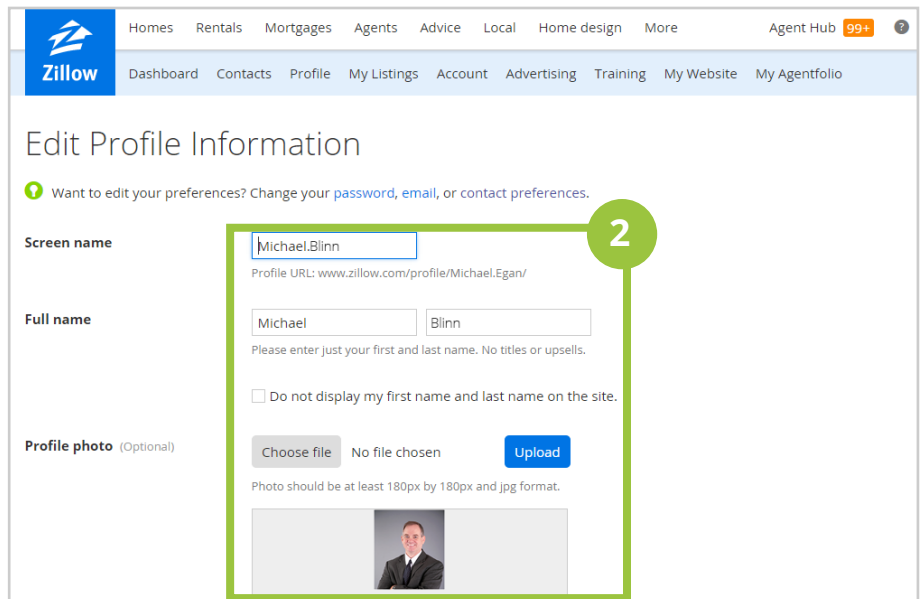 Homes Rentals Mortgages Agents Advice Local Home design More Agent Hub 99+ ?
Zillow Dashboard Contacts Profile My Listings Account Advertising Training My Website My Agentfolio
Edit Profile Information
Want to edit your preferences? Change your password, email, or contact preferences.
2
Screen name Michael.Blinn
Profile URL: www.zillow.com/profile/Michael.Egan/
Full name Michael Blinn
Please enter just your first and last name. No titles or upsells.
Do not display my first name and last name on the site.
Profile photo (Optional) Choose file No file chosen Upload
Photo should be at least 180px by 180px and jpg format.